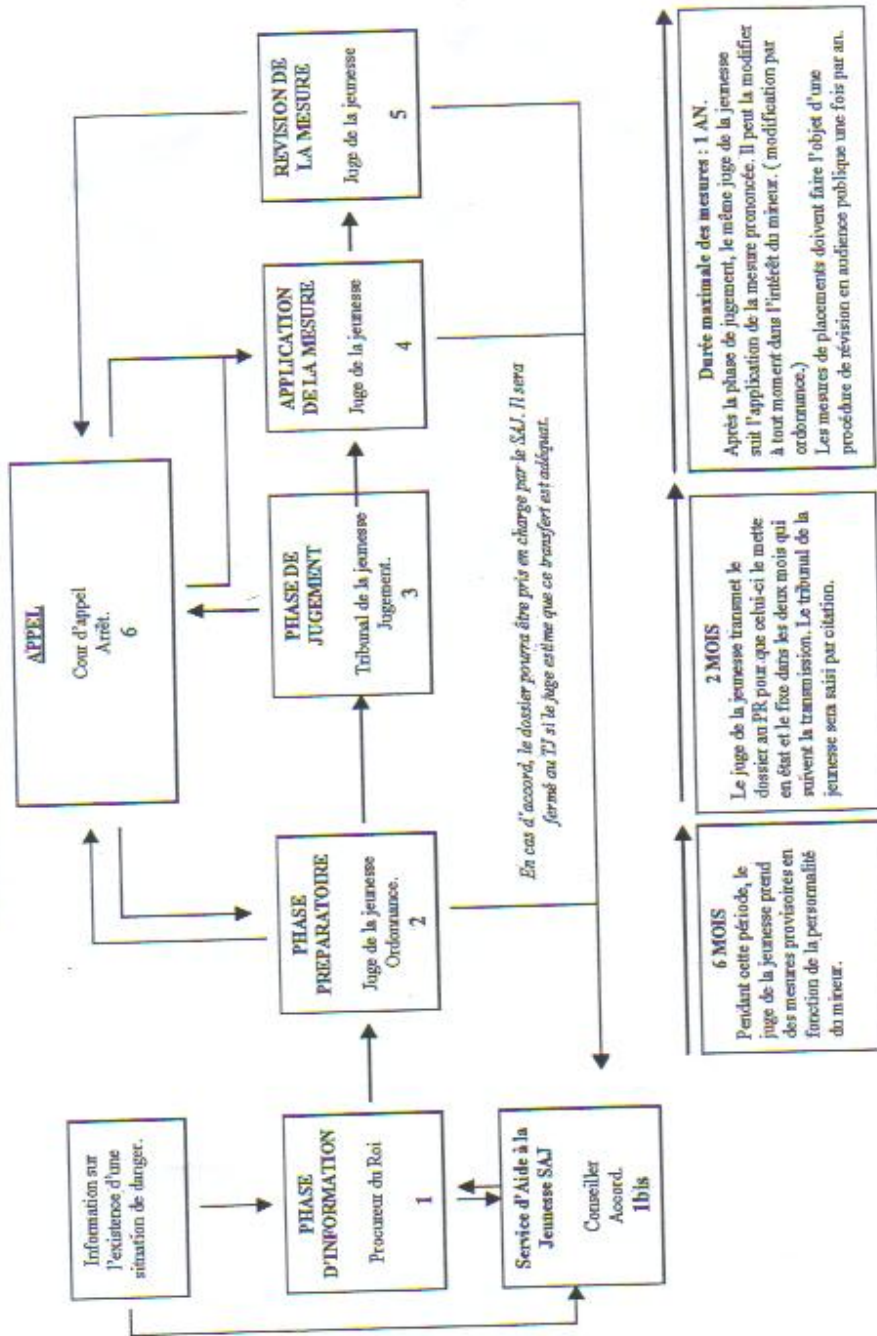 Information sur
l'existence d'une
situation de danger.
PHASE
D'INFORMATION
Procureur du Roi
1
Service d'Aide à la
Jeunesse SAJ
Conseiller
Accord.
1bis
PHASE
PREPARATOIRE
Juge de la jeunesse
Ordonnance.
2
PHASE DE
JUGEMENT
Tribunal de la jeunesse
Jugement.
3
APPLICATION
DE LA MESURE
Juge de la jeunesse
4
REVISION DE
LA MESURE
Juge de la jeunesse
5
APPEL
Cour d'appel
Arrêt.
6
En cas d'accord, le dossier pourra être pris en charge par le SAJ. Il sera
fermé au TJ si le juge estime que ce transfert est adéquat.
6 MOIS
Pendant cette période, le
juge de la jeunesse prend
des mesures provisoires en
fonction de la personnalité
du mineur.
2 MOIS
Le juge de la jeunesse transmet le
dossier au PR pour que celui-ci le mette
en état et le fixe dans les deux mois qui
suivent la transmission. Le tribunal de la
jeunesse sera saisi par citation.
Durée maximale des mesures : 1 AN.
Après la phase de jugement, le même juge de la jeunesse
suit l'application de la mesure prononcée. Il peut la modifier
à tout moment dans l'intérêt du mineur. ( modification par
ordonnance.)
Les mesures de placements doivent faire l'objet d'une
procédure de révision en audience publique une fois par an.